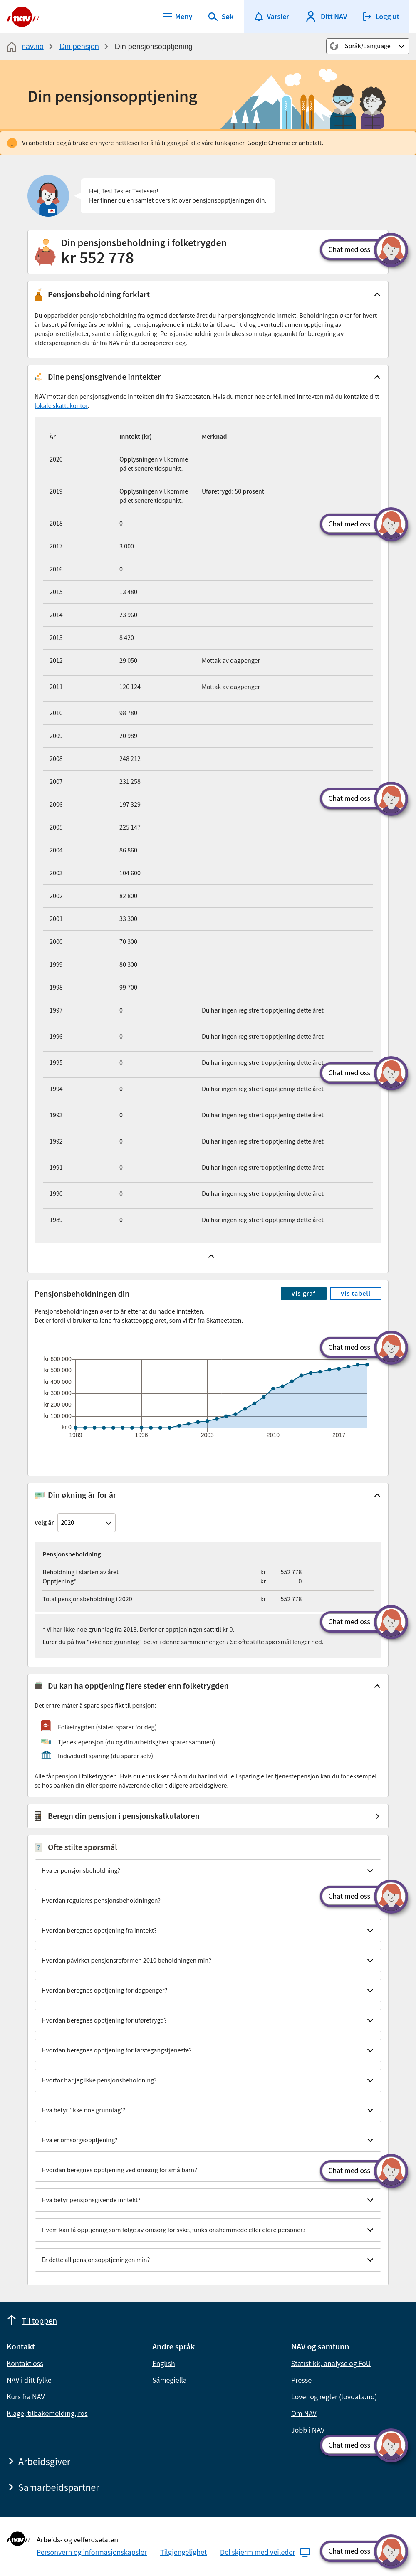 nav
Meny
Søk
Varsler
Ditt NAV
Logg ut
nav.no
Din pensjon
Din pensjonsopptjening
Språk/Language
Din pensjonsopptjening
Vi anbefaler deg å bruke en nyere nettleser for å få tilgang på alle våre funksjoner. Google Chrome er anbefalt.
Hei, Test Tester Testesen!
Her finner du en samlet oversikt over pensjonsopptjeningen din.
Din pensjonsbeholdning i folketrygden
kr 552 778
Chat med oss
Pensjonsbeholdning forklart
Du opparbeider pensjonsbeholdning fra og med det første året du har pensjonsgivende inntekt. Beholdningen øker for hvert
år basert på forrige års beholdning, pensjonsgivende inntekt to år tilbake i tid og eventuell annen opptjening av
pensjonsrettigheter, samt en årlig regulering. Pensjonsbeholdningen brukes som utgangspunkt for beregning av
alderspensjonen du får fra NAV når du pensjonerer deg.
Dine pensjonsgivende inntekter
NAV mottar den pensjonsgivende inntekten din fra Skatteetaten. Hvis du mener noe er feil med inntekten må du kontakte ditt
lokale skattekontor.
År Inntekt (kr) Merknad
2020 Opplysningen vil komme
på et senere tidspunkt.
2019 Opplysningen vil komme Uføretrygd: 50 prosent
på et senere tidspunkt.
2018 0
Chat med oss
2017 3 000
2016 0
2015 13 480
2014 23 960
2013 8 420
2012 29 050 Mottak av dagpenger
2011 126 124 Mottak av dagpenger
2010 98 780
2009 20 989
2008 248 212
2007 231 258
Chat med oss
2006 197 329
2005 225 147
2004 86 860
2003 104 600
2002 82 800
2001 33 300
2000 70 300
1999 80 300
1998 99 700
1997 0 Du har ingen registrert opptjening dette året
1996 0 Du har ingen registrert opptjening dette året
1995 0 Du har ingen registrert opptjening dette året
Chat med oss
1994 0 Du har ingen registrert opptjening dette året
1993 0 Du har ingen registrert opptjening dette året
1992 0 Du har ingen registrert opptjening dette året
1991 0 Du har ingen registrert opptjening dette året
1990 0 Du har ingen registrert opptjening dette året
1989 0 Du har ingen registrert opptjening dette året
Pensjonsbeholdningen din
Vis graf
Vis tabell
Pensjonsbeholdningen øker to år etter at du hadde inntekten.
Det er fordi vi bruker tallene fra skatteoppgjøret, som vi får fra Skatteetaten.
Chat med oss
kr 600 000
kr 500 000
kr 400 000
kr 300 000
kr 200 000
kr 100 000
kr 0
1989 1996 2003 2010 2017
Din økning år for år
Velg år 2020
Pensjonsbeholdning
Beholdning i starten av året kr 552 778
Opptjening* kr 0
Total pensjonsbeholdning i 2020 kr 552 778
Chat med oss
* Vi har ikke noe grunnlag fra 2018. Derfor er opptjeningen satt til kr 0.
Lurer du på hva "ikke noe grunnlag" betyr i denne sammenhengen? Se ofte stilte spørsmål lenger ned.
Du kan ha opptjening flere steder enn folketrygden
Det er tre måter å spare spesifikt til pensjon:
Folketrygden (staten sparer for deg)
Tjenestepensjon (du og din arbeidsgiver sparer sammen)
Individuell sparing (du sparer selv)
Alle får pensjon i folketrygden. Hvis du er usikker på om du har individuell sparing eller tjenestepensjon kan du for eksempel
se hos banken din eller spørre nåværende eller tidligere arbeidsgivere.
Beregn din pensjon i pensjonskalkulatoren
Ofte stilte spørsmål
Hva er pensjonsbeholdning?
Chat med oss
Hvordan reguleres pensjonsbeholdningen?
Hvordan beregnes opptjening fra inntekt?
Hvordan påvirket pensjonsreformen 2010 beholdningen min?
Hvordan beregnes opptjening for dagpenger?
Hvordan beregnes opptjening for uføretrygd?
Hvordan beregnes opptjening for førstegangstjeneste?
Hvorfor har jeg ikke pensjonsbeholdning?
Hva betyr 'ikke noe grunnlag'?
Hva er omsorgsopptjening?
Hvordan beregnes opptjening ved omsorg for små barn?
Chat med oss
Hva betyr pensjonsgivende inntekt?
Hvem kan få opptjening som følge av omsorg for syke, funksjonshemmede eller eldre personer?
Er dette all pensjonsopptjeningen min?
Til toppen
Kontakt
Kontakt oss
NAV i ditt fylke
Kurs fra NAV
Klage, tilbakemelding, ros
Andre språk
English
Sámegiella
NAV og samfunn
Statistikk, analyse og FoU
Presse
Lover og regler (lovdata.no)
Om NAV
Jobb i NAV
Chat med oss
Arbeidsgiver
Samarbeidspartner
nav
Arbeids- og velferdsetaten
Personvern og informasjonskapsler
Tilgjengelighet
Del skjerm med veileder
Chat med oss